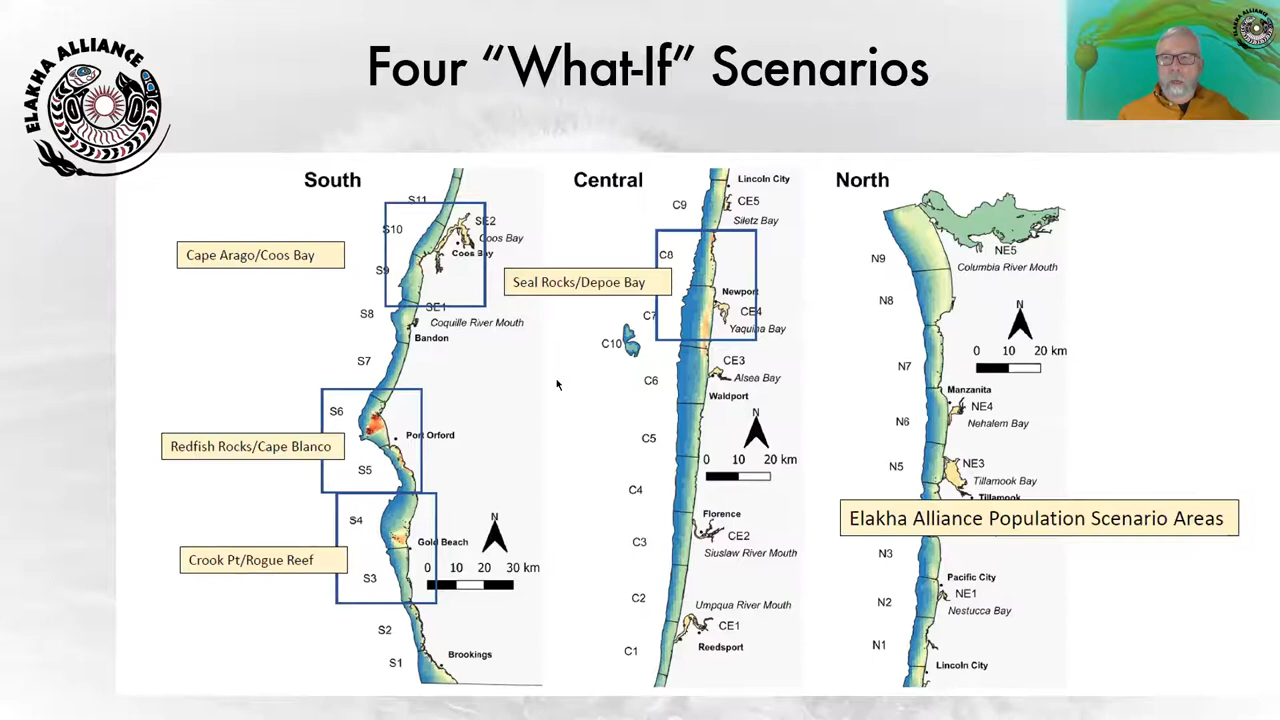 Four “What-If” Scenarios
ELAKHA ALLIANCE
South
S11
S10
SE2
Coos Bay
Coos Bay
Cape Arago/Coos Bay
S9
SE1
S8
Coquille River Mouth
Bandon
S7
S6
Port Orford
Redfish Rocks/Cape Blanco
S5
S4
Gold Beach
N
Crook Pt/Rogue Reef
0 10 20 30 km
S3
S2
Brookings
S1
Central
Lincoln City
C9
CE5
Siletz Bay
C8
Seal Rocks/Depoe Bay
Newport
C7
CE4
Yaquina Bay
C10
CE3
C6
Alsea Bay
Waldport
N
C5
0 10 20 km
C4
Florence
C3
CE2
Siuslaw River Mouth
C2
Umpqua River Mouth
CE1
C1
Reedsport
North
NE5
N9
Columbia River Mouth
N8
N
0 10 20 km
N7
Manzanita
NE4
N6
Nehalem Bay
N5
NE3
Tillamook Bay
Tillamook
Elakha Alliance Population Scenario Areas
N3
Pacific City
NE1
N2
Nestucca Bay
N1
Lincoln City